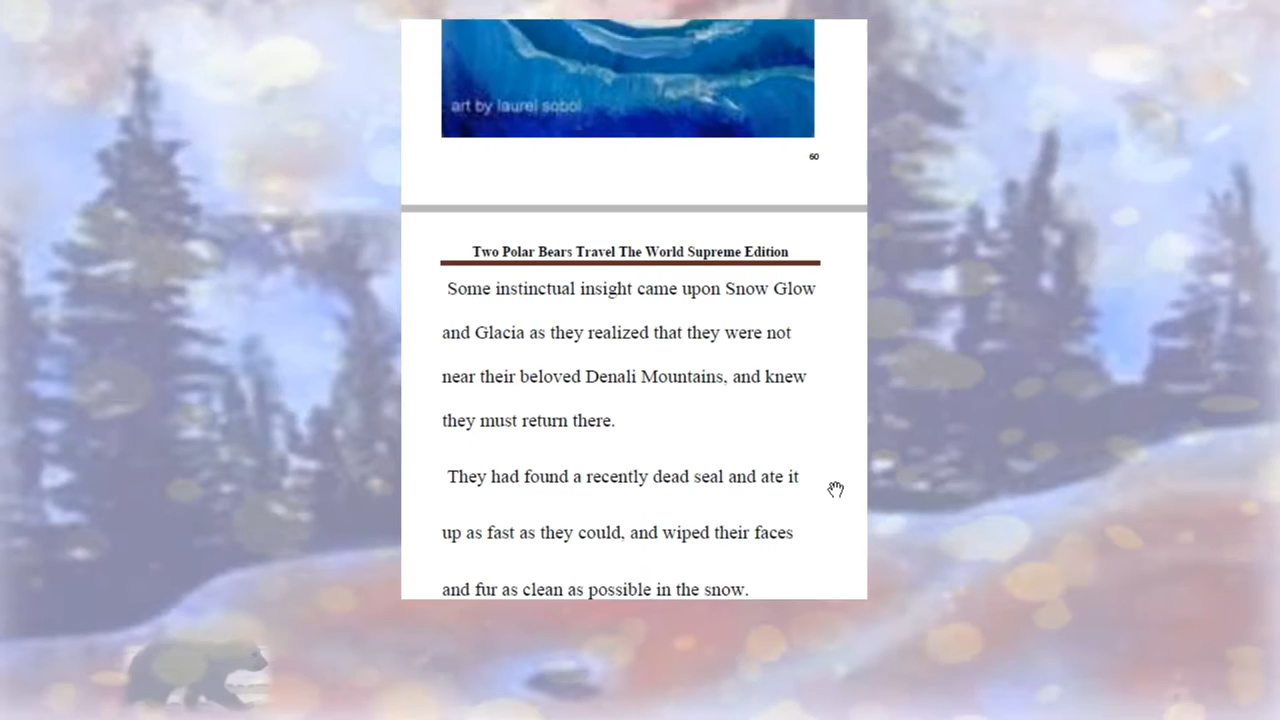 art by laurel sobol
60
Two Polar Bears Travel The World Supreme Edition
Some instinctual insight came upon Snow Glow
and Glacia as they realized that they were not
near their beloved Denali Mountains, and knew
they must return there.
They had found a recently dead seal and ate it
up as fast as they could, and wiped their faces
and fur as clean as possible in the snow.